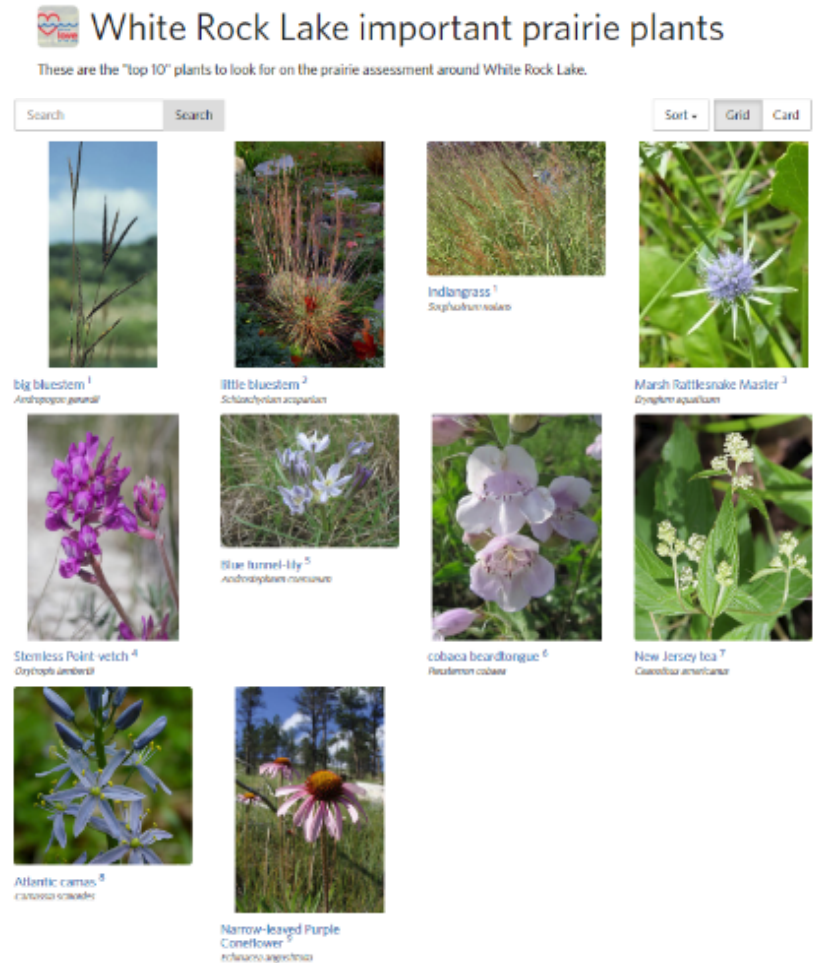 love
White Rock Lake important prairie plants
These are the "top 10" plants to look for on the prairie assessment around White Rock Lake.
Search Search Sort Grid Card
big bluestem 1
Andropogon gerardii
little bluestem 2
Schizachyrium scoparium
Indiangrass 1
Sorghastrum nutans
Marsh Rattlesnake Master 3
Eryngium aquaticum
Stemless Point-vetch 4
Oxytropis lambertii
Blue funnel-lily 5
Androstephium coeruleum
cobaea beardtongue 6
Penstemon cobaea
New Jersey tea 7
Ceanothus americanus
Atlantic camas 8
Camassia scilloides
Narrow-leaved Purple
Coneflower 9
Echinacea angustifolia